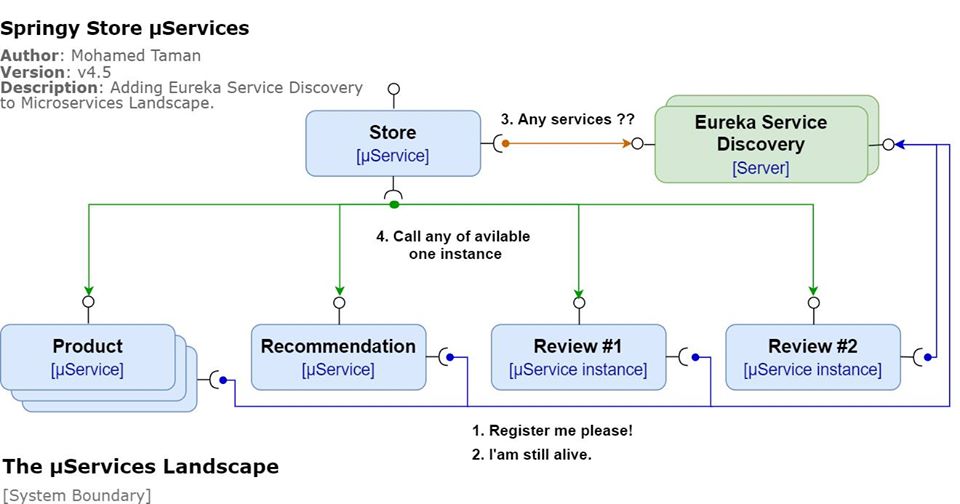 Springy Store µServices
Author: Mohamed Taman
Version: v4.5
Description: Adding Eureka Service Discovery
to Microservices Landscape.
Store
[µService]
3. Any services ??
Eureka Service
Discovery
[Server]
4. Call any of avilable
one instance
Product
[µService]
Recommendation
[µService]
Review #1
[µService instance]
Review #2
[µService instance]
1. Register me please!
2. I'am still alive.
The µServices Landscape
[System Boundary]